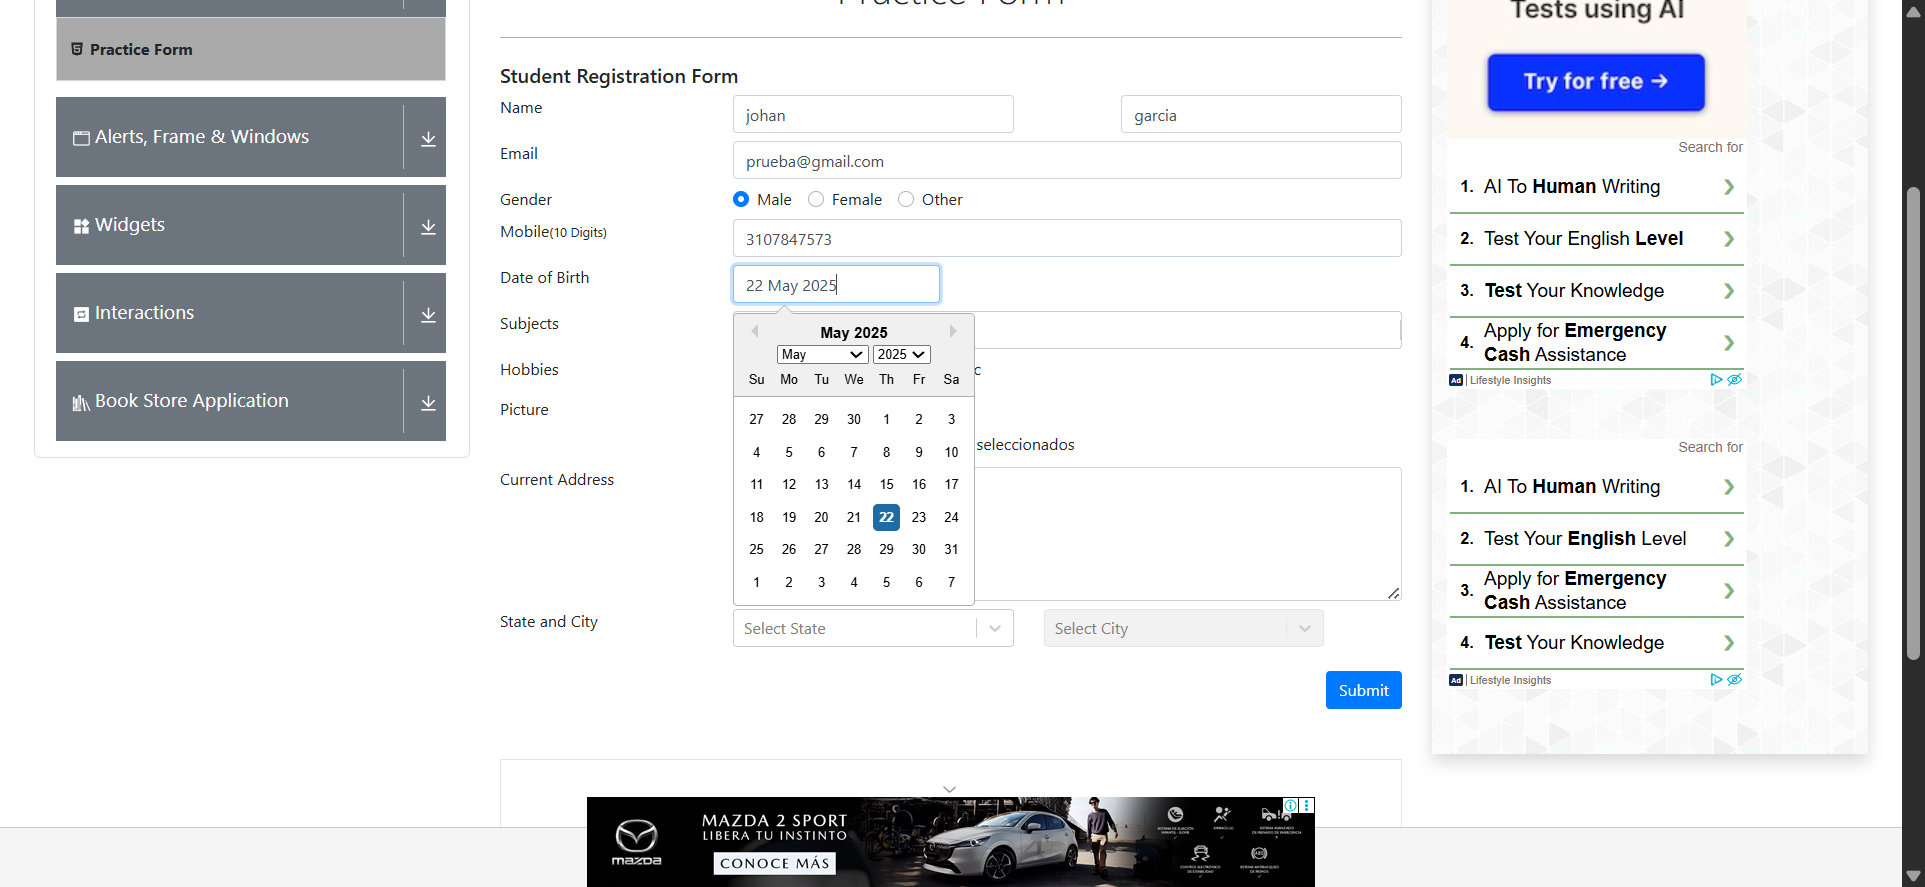 Practice Form
Practice Form
Alerts, Frame & Windows
Widgets
Interactions
Book Store Application
Student Registration Form
Name
johan
garcia
Email
prueba@gmail.com
Gender
Male
Female
Other
Mobile(10 Digits)
3107847573
Date of Birth
22 May 2025
Subjects
May 2025
May
2025
Su Mo Tu We Th Fr Sa
27 28 29 30 1 2 3
4 5 6 7 8 9 10
11 12 13 14 15 16 17
18 19 20 21 22 23 24
25 26 27 28 29 30 31
1 2 3 4 5 6 7
Hobbies
c
Picture
seleccionados
Current Address
State and City
Select State
Select City
Submit
Tests using AI
Try for free →
Search for
1. AI To Human Writing
2. Test Your English Level
3. Test Your Knowledge
4. Apply for Emergency
Cash Assistance
Ad | Lifestyle Insights
Search for
1. AI To Human Writing
2. Test Your English Level
3. Apply for Emergency
Cash Assistance
4. Test Your Knowledge
Ad | Lifestyle Insights
MAZDA 2 SPORT
LIBERA TU INSTINTO
CONOCE MÁS
mazda